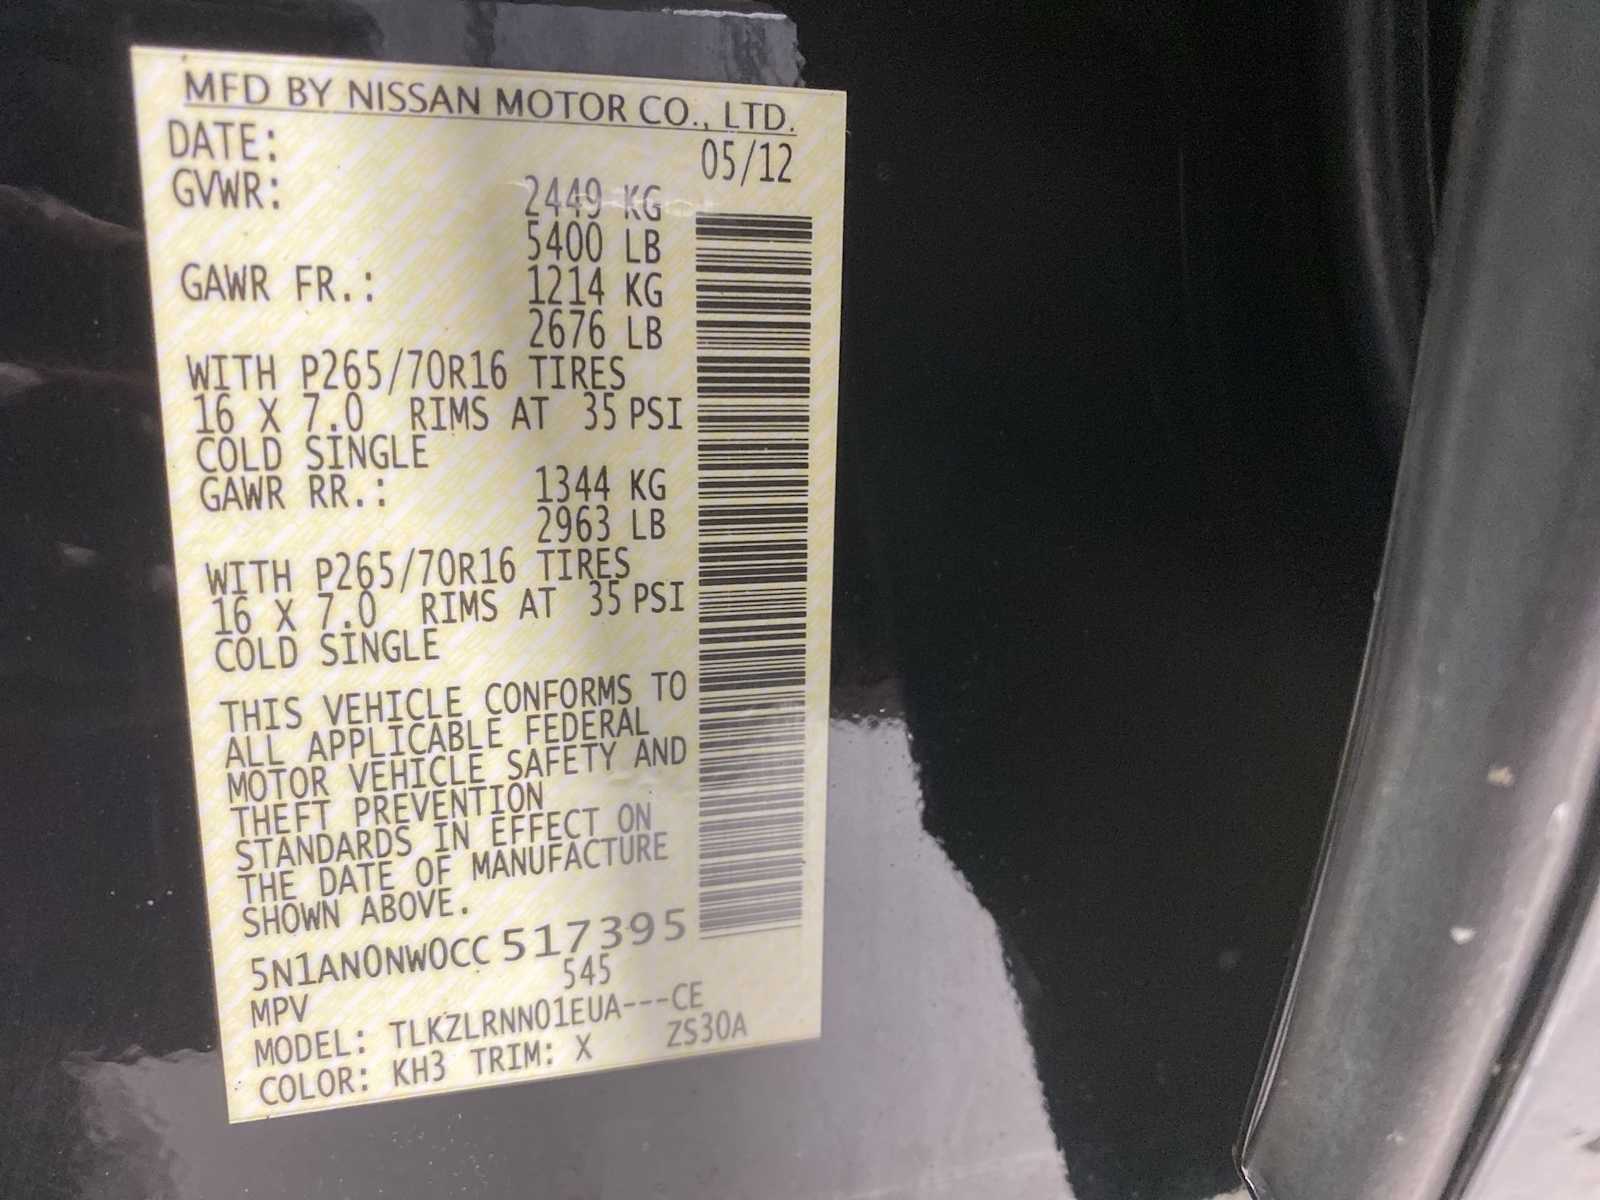 MFD BY NISSAN MOTOR CO., LTD.
DATE: 05/12
GVWR: 2449 KG
5400 LB
GAWR FR.: 1214 KG
2676 LB
WITH P265/70R16 TIRES
16 X 7.0 RIMS AT 35 PSI
COLD SINGLE
GAWR RR.: 1344 KG
2963 LB
WITH P265/70R16 TIRES
16 X 7.0 RIMS AT 35 PSI
COLD SINGLE
THIS VEHICLE CONFORMS TO
ALL APPLICABLE FEDERAL
MOTOR VEHICLE SAFETY AND
THEFT PREVENTION
STANDARDS IN EFFECT ON
THE DATE OF MANUFACTURE
SHOWN ABOVE.
5N1AN0NW0CC517395
MPV 545
MODEL: TLKZLRNN01EUA---CE
COLOR: KH3 TRIM: X ZS30A